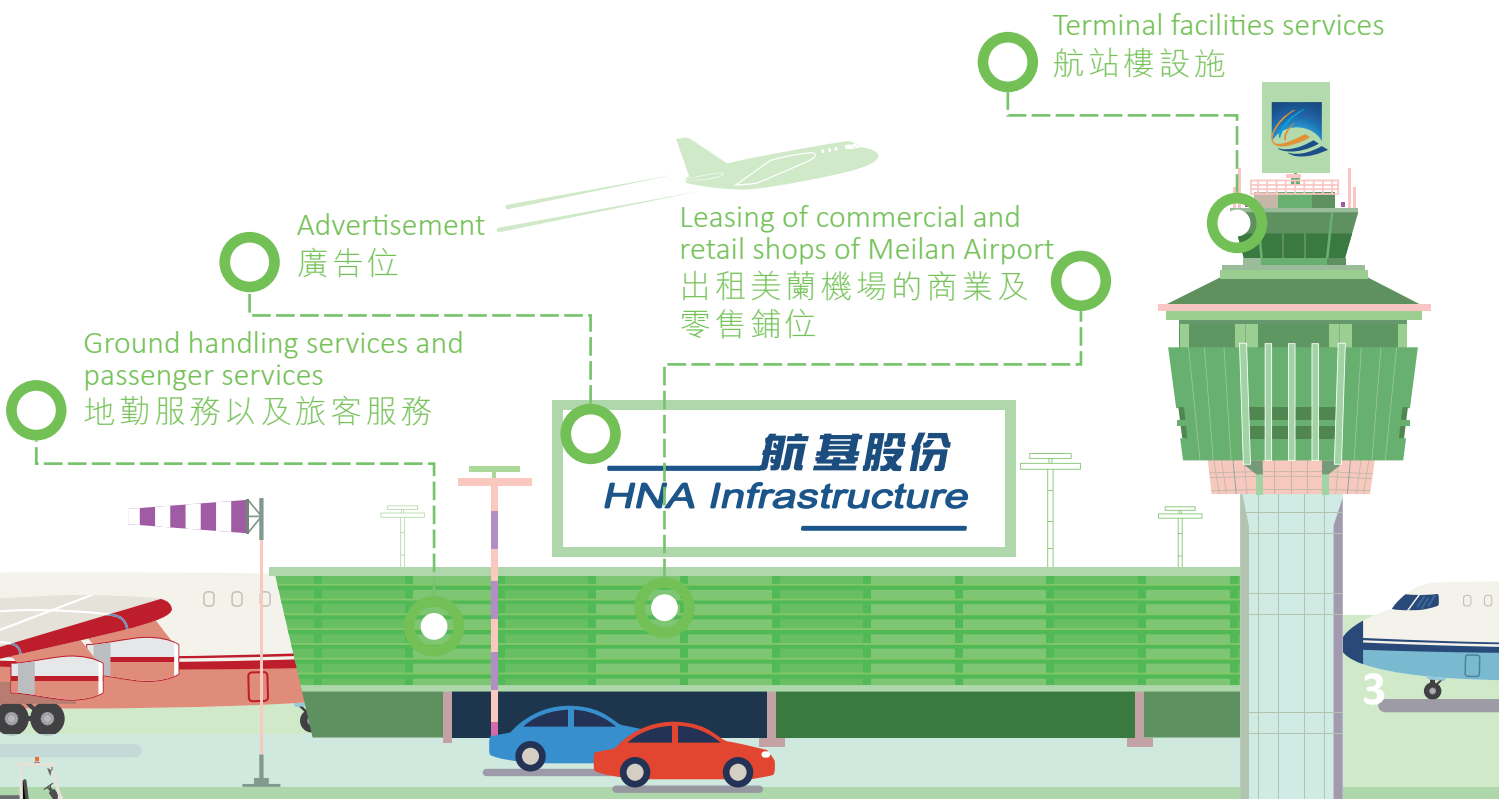 Terminal facilities services
航站樓設施
Advertisement
廣告位
Leasing of commercial and
retail shops of Meilan Airport
出租美蘭機場的商業及
零售鋪位
Ground handling services and
passenger services
地勤服務以及旅客服務
航基股份
HNA Infrastructure
3